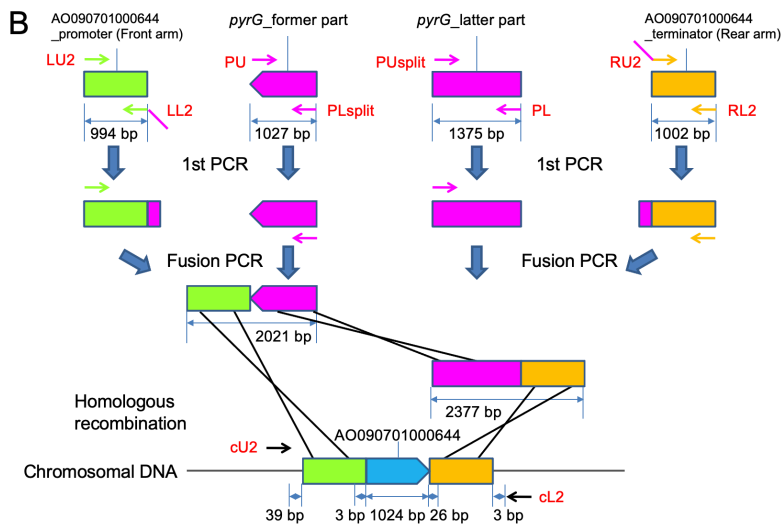 B
AO090701000644
_promoter (Front arm)
pyrG_former part
pyrG_latter part
AO090701000644
_terminator (Rear arm)
LU2
PU
PUsplit
RU2
LL2
PLsplit
PL
RL2
994 bp
1027 bp
1375 bp
1002 bp
1st PCR
1st PCR
Fusion PCR
Fusion PCR
2021 bp
2377 bp
Homologous
recombination
AO090701000644
cU2
Chromosomal DNA
cL2
39 bp
3 bp
1024 bp
26 bp
3 bp